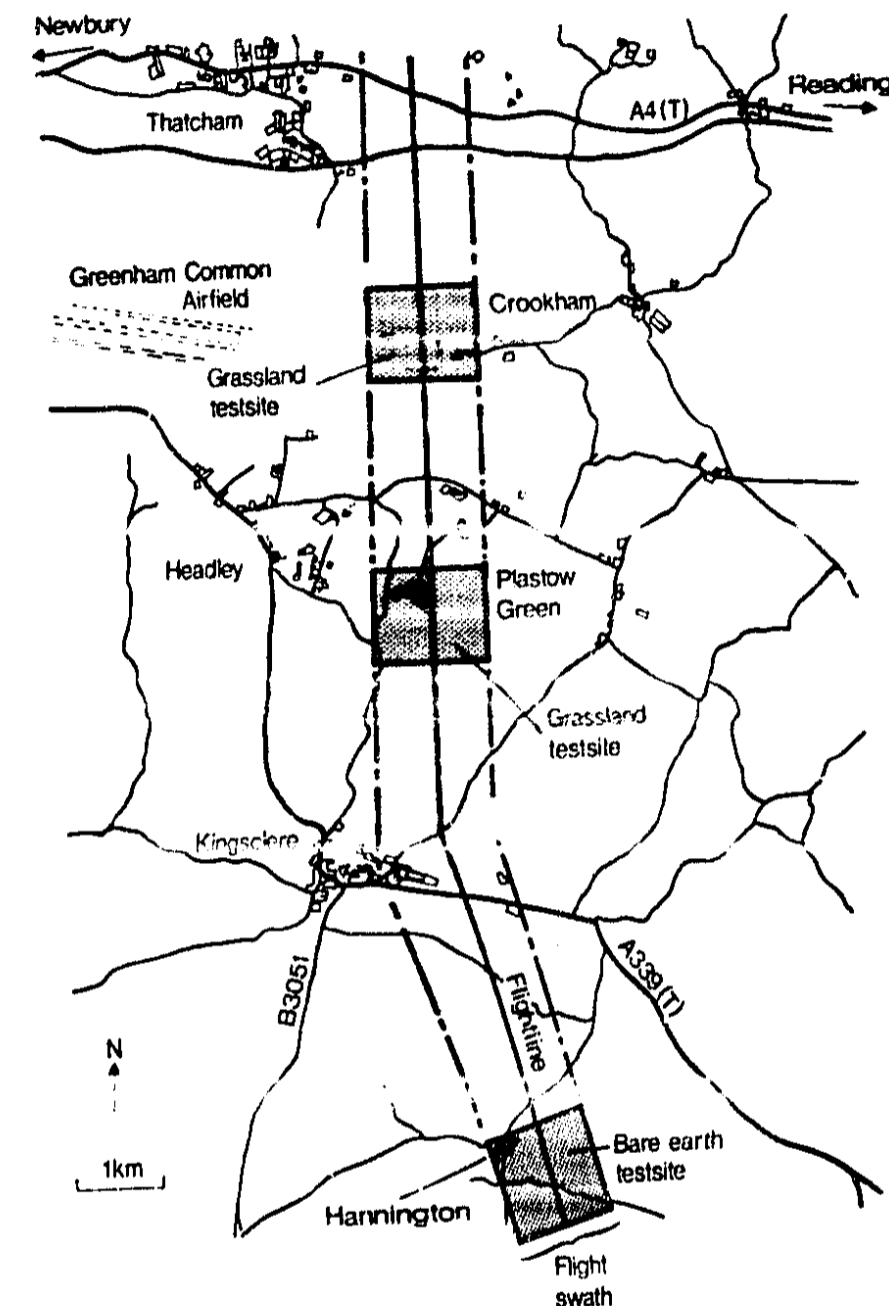 Newbury
Reading
A4(T)
Thatcham
Greenham Common
Airfield
Crookham
Grassland
testsite
Headley
Plastow
Green
Grassland
testsite
Kingsclere
B3051
Flightline
A339(T)
N
1km
Bare earth
testsite
Hannington
Flight
swath